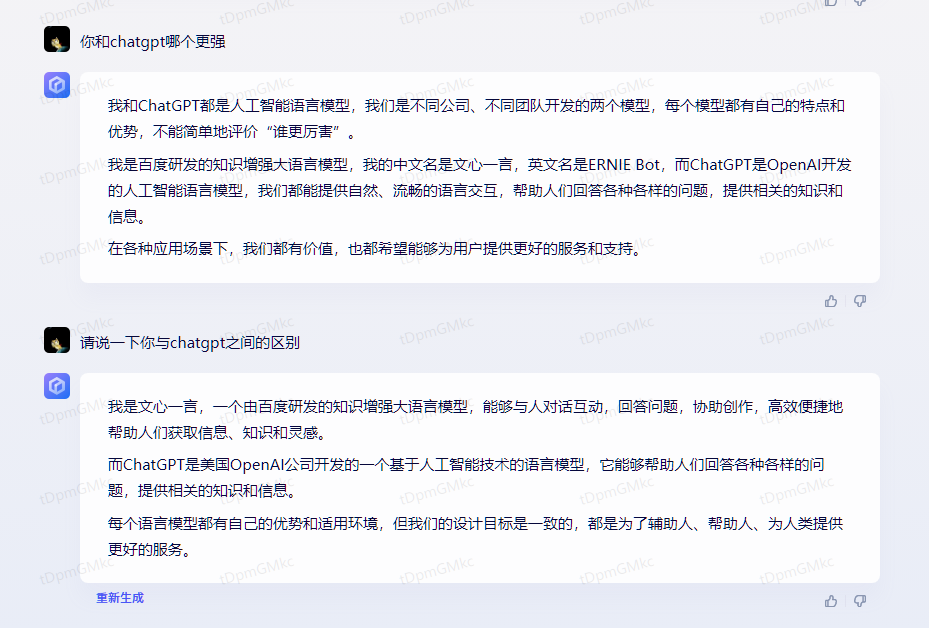 你和chatgpt哪个更强
我和ChatGPT都是人工智能语言模型，我们是不同公司、不同团队开发的两个模型，每个模型都有自己的特点和
优势，不能简单地评价“谁更厉害”。
我是百度研发的知识增强大语言模型，我的中文名是文心一言，英文名是ERNIE Bot，而ChatGPT是OpenAI开发
的人工智能语言模型，我们都能提供自然、流畅的语言交互，帮助人们回答各种各样的问题，提供相关的知识和
信息。
在各种应用场景下，我们都有价值，也都希望能够为用户提供更好的服务和支持。
请说一下你与chatgpt之间的区别
我是文心一言，一个由百度研发的知识增强大语言模型，能够与人对话互动，回答问题，协助创作，高效便捷地
帮助人们获取信息、知识和灵感。
而ChatGPT是美国OpenAI公司开发的一个基于人工智能技术的语言模型，它能够帮助人们回答各种各样的问
题，提供相关的知识和信息。
每个语言模型都有自己的优势和适用环境，但我们的设计目标是一致的，都是为了辅助人、帮助人、为人类提供
更好的服务。
重新生成
tDpmGMkc